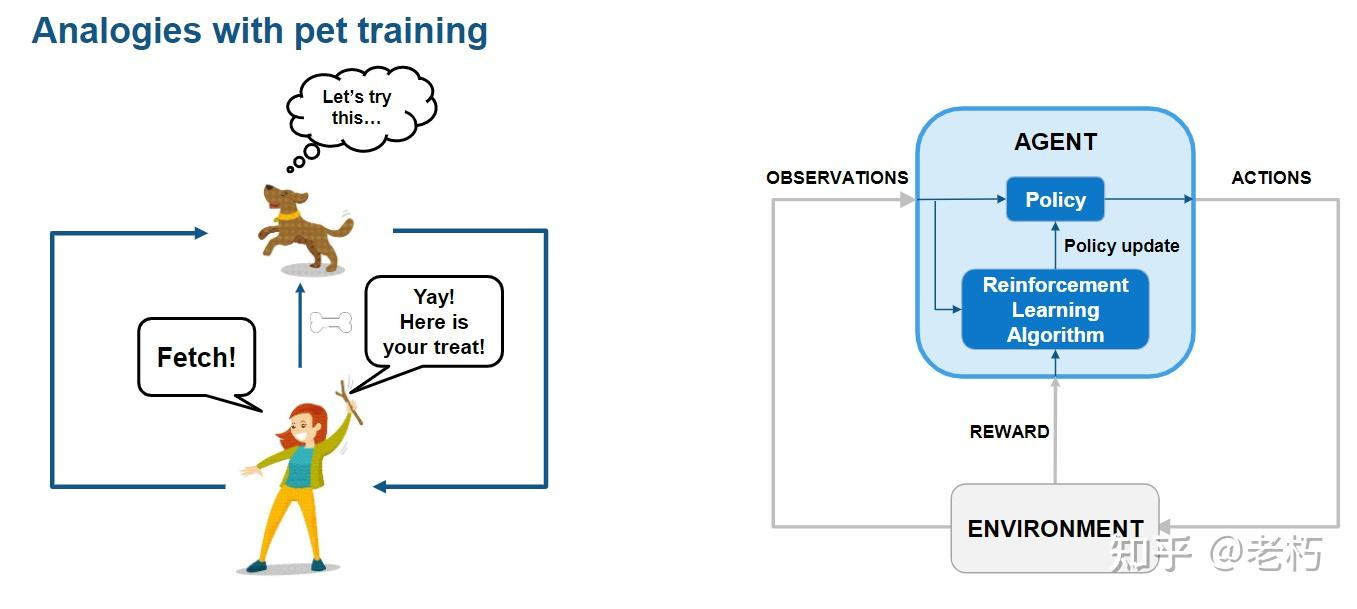 Analogies with pet training
Let's try
this...
Fetch!
Yay!
Here is
your treat!
AGENT
OBSERVATIONS
ACTIONS
Policy
Policy update
Reinforcement
Learning
Algorithm
REWARD
ENVIRONMENT
知乎 @老朽